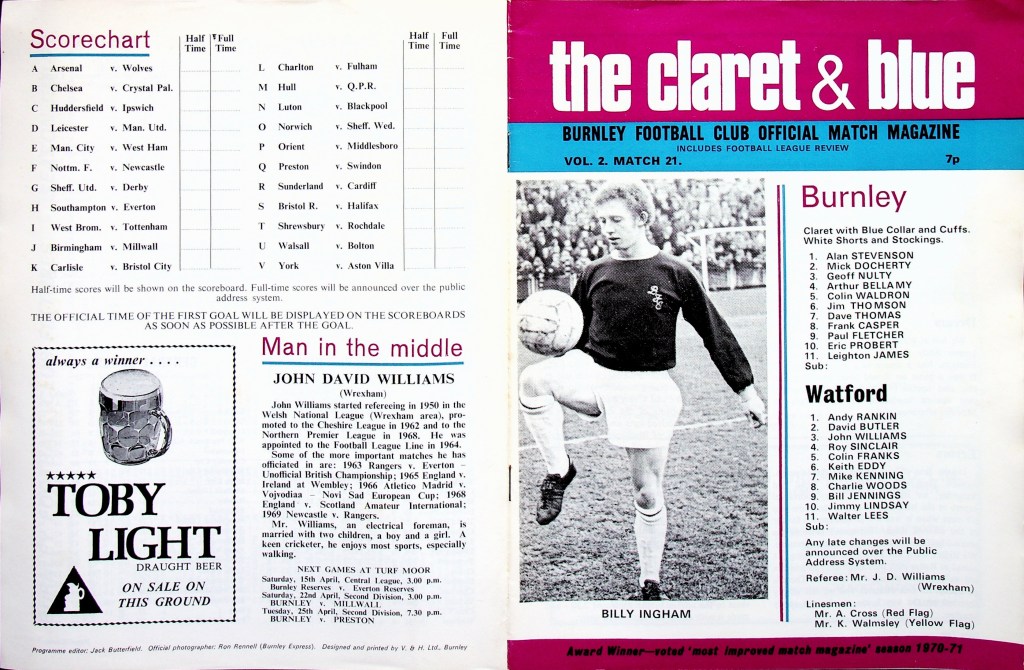 Scorechart
Half Time Full Time
A Arsenal v. Wolves
B Chelsea v. Crystal Pal.
C Huddersfield v. Ipswich
D Leicester v. Man. Utd.
E Man. City v. West Ham
F Nottm. F. v. Newcastle
G Sheff. Utd. v. Derby
H Southampton v. Everton
I West Brom. v. Tottenham
J Birmingham v. Millwall
K Carlisle v. Bristol City
Half Time Full Time
L Charlton v. Fulham
M Hull v. Q.P.R.
N Luton v. Blackpool
O Norwich v. Sheff. Wed.
P Orient v. Middlesboro
Q Preston v. Swindon
R Sunderland v. Cardiff
S Bristol R. v. Halifax
T Shrewsbury v. Rochdale
U Walsall v. Bolton
V York v. Aston Villa
Half-time scores will be shown on the scoreboard. Full-time scores will be announced over the public
address system.
THE OFFICIAL TIME OF THE FIRST GOAL WILL BE DISPLAYED ON THE SCOREBOARDS
AS SOON AS POSSIBLE AFTER THE GOAL.
always a winner . . . .
TOBY
LIGHT
DRAUGHT BEER
ON SALE ON
THIS GROUND
Man in the middle
JOHN DAVID WILLIAMS
(Wrexham)
John Williams started refereeing in 1950 in the
Welsh National League (Wrexham area), pro-
moted to the Cheshire League in 1962 and to the
Northern Premier League in 1968. He was
appointed to the Football League Line in 1964.
Some of the more important matches he has
officiated in are: 1963 Rangers v. Everton –
Unofficial British Championship; 1965 England v.
Ireland at Wembley; 1966 Atletico Madrid v.
Vojvodiaa – Novi Sad European Cup; 1968
England v. Scotland Amateur International;
1969 Newcastle v. Rangers.
Mr. Williams, an electrical foreman, is
married with two children, a boy and a girl. A
keen cricketer, he enjoys most sports, especially
walking.
NEXT GAMES AT TURF MOOR
Saturday, 15th April, Central League, 3.00 p.m.
Burnley Reserves v. Everton Reserves
Saturday, 22nd April, Second Division, 3.00 p.m.
BURNLEY v. MILLWALL
Tuesday, 25th April, Second Division, 7.30 p.m.
BURNLEY v. PRESTON
Programme editor: Jack Butterfield. Official photographer: Ron Rennell (Burnley Express). Designed and printed by V. & H. Ltd., Burnley
the claret & blue
BURNLEY FOOTBALL CLUB OFFICIAL MATCH MAGAZINE
INCLUDES FOOTBALL LEAGUE REVIEW
VOL. 2. MATCH 21. 7p
BILLY INGHAM
Burnley
Claret with Blue Collar and Cuffs.
White Shorts and Stockings.
1. Alan STEVENSON
2. Mick DOCHERTY
3. Geoff NULTY
4. Arthur BELLAMY
5. Colin WALDRON
6. Jim THOMSON
7. Dave THOMAS
8. Frank CASPER
9. Paul FLETCHER
10. Eric PROBERT
11. Leighton JAMES
Sub:
Watford
1. Andy RANKIN
2. David BUTLER
3. John WILLIAMS
4. Roy SINCLAIR
5. Colin FRANKS
6. Keith EDDY
7. Mike KENNING
8. Charlie WOODS
9. Bill JENNINGS
10. Jimmy LINDSAY
11. Walter LEES
Sub:
Any late changes will be
announced over the Public
Address System.
Referee: Mr. J. D. Williams
(Wrexham)
Linesmen:
Mr. A. Cross (Red Flag)
Mr. K. Walmsley (Yellow Flag)
Award Winner—voted 'most improved match magazine' season 1970-71